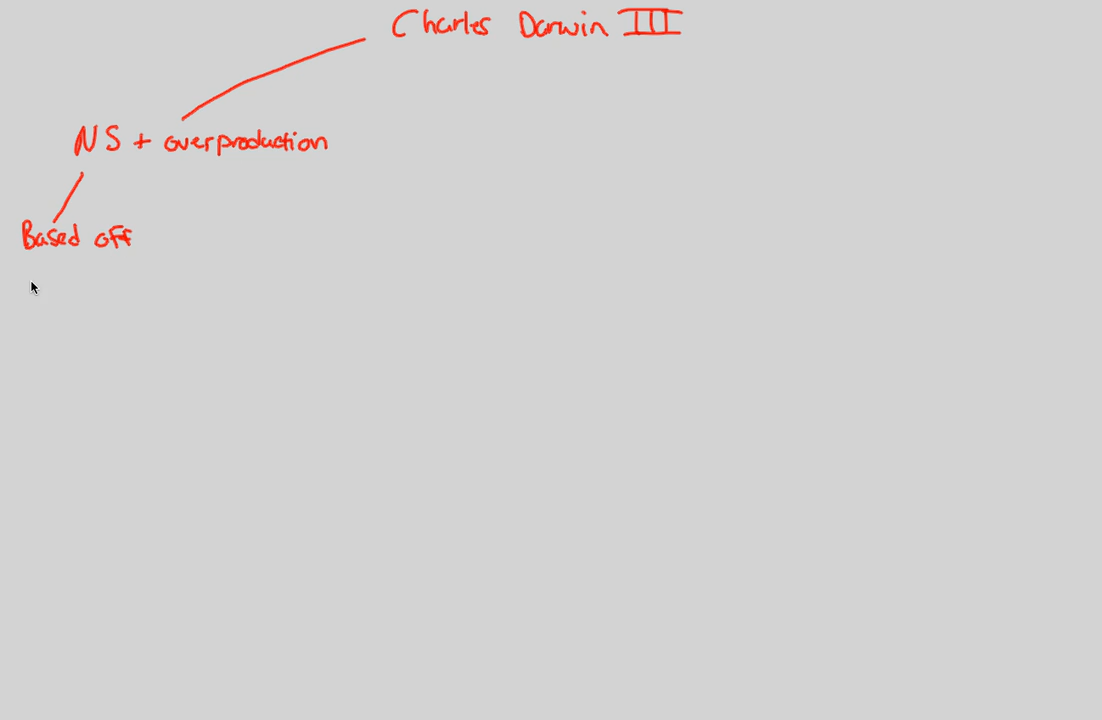 Charles Darwin III
NS + overproduction
Based off